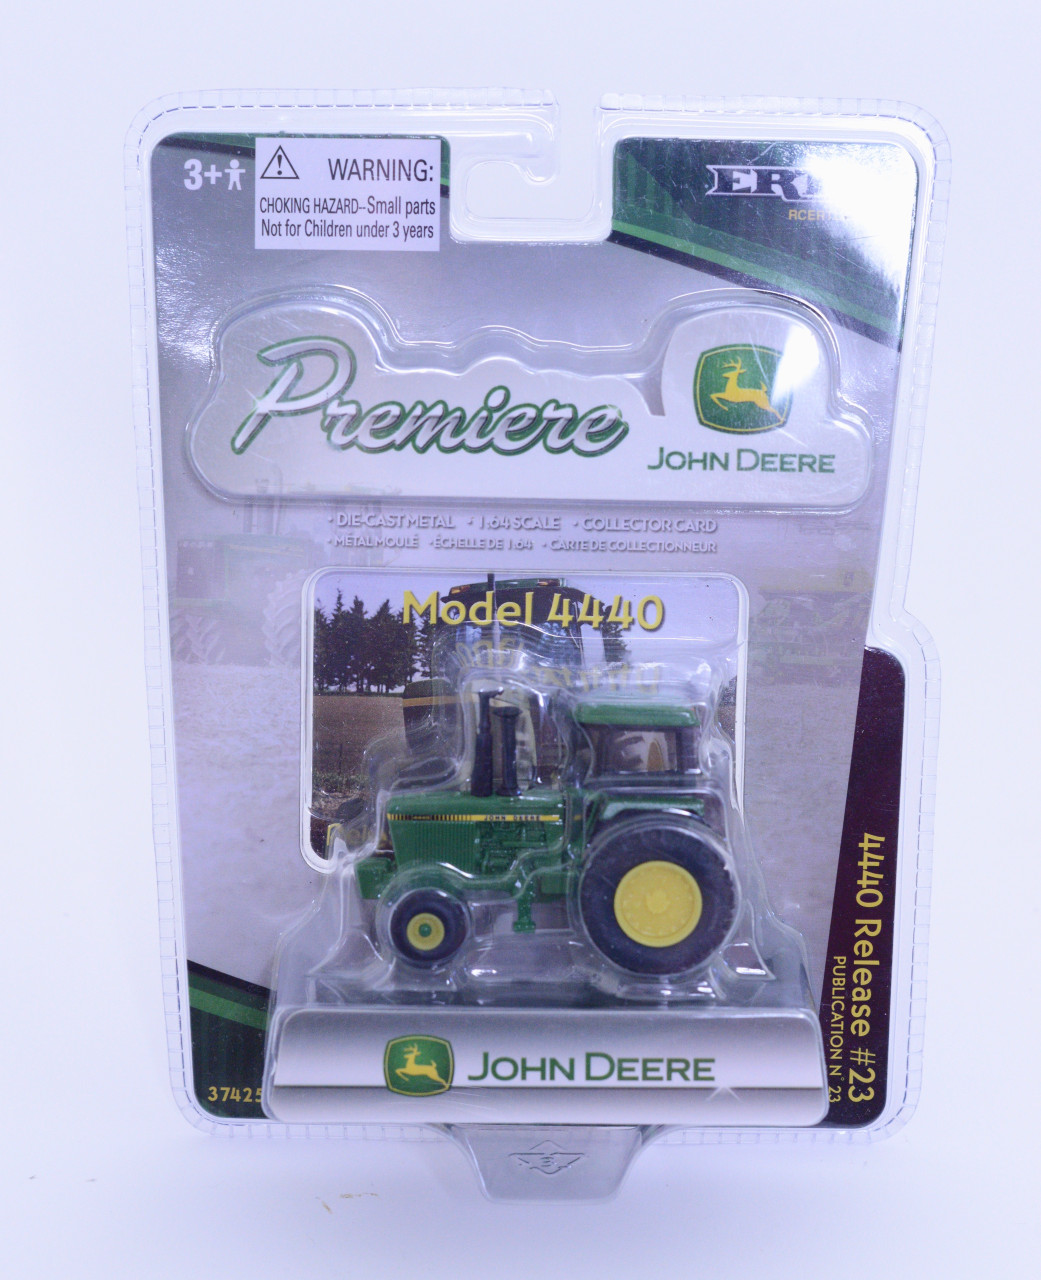 3+
WARNING:
CHOKING HAZARD--Small parts
Not for Children under 3 years
Premiere
JOHN DEERE
• DIE-CAST METAL • 1:64 SCALE • COLLECTOR CARD
• MÉTAL MOULÉ • ÉCHELLE DE 1:64 • CARTE DE COLLECTIONNEUR
Model 4440
JOHN DEERE
4440 Release #23
PUBLICATION N° 23
JOHN DEERE
37425